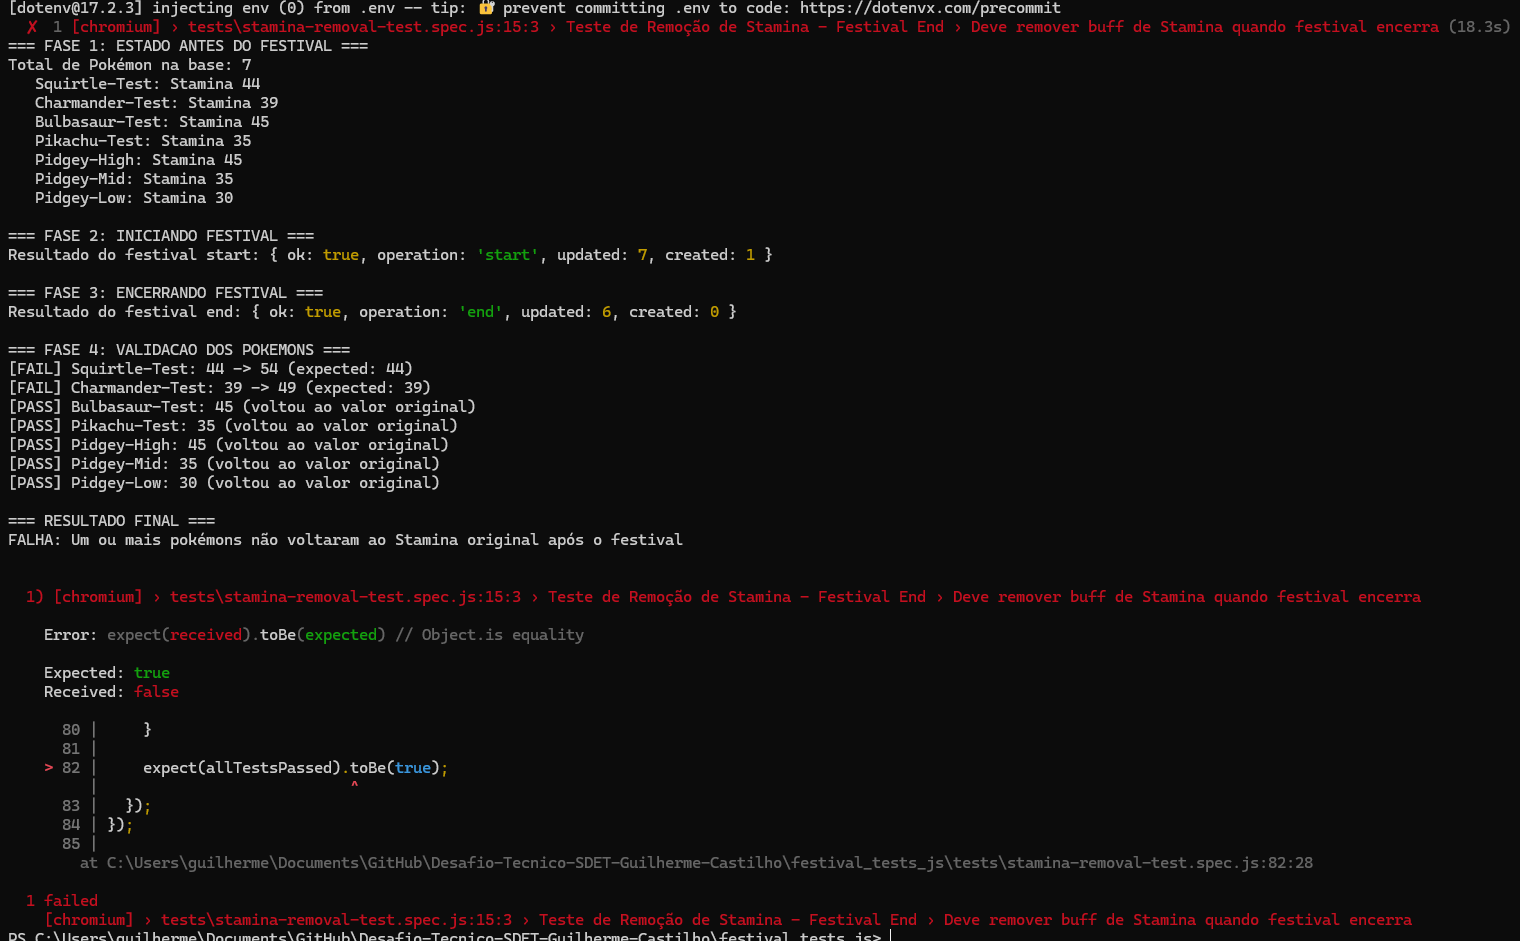 [dotenv@17.2.3] injecting env (0) from .env -- tip: 🔐 prevent committing .env to code: https://dotenvx.com/precommit
  ✗  1 [chromium] › tests\stamina-removal-test.spec.js:15:3 › Teste de Remoção de Stamina - Festival End › Deve remover buff de Stamina quando festival encerra (18.3s)
=== FASE 1: ESTADO ANTES DO FESTIVAL ===
Total de Pokémon na base: 7
   Squirtle-Test: Stamina 44
   Charmander-Test: Stamina 39
   Bulbasaur-Test: Stamina 45
   Pikachu-Test: Stamina 35
   Pidgey-High: Stamina 45
   Pidgey-Mid: Stamina 35
   Pidgey-Low: Stamina 30

=== FASE 2: INICIANDO FESTIVAL ===
Resultado do festival start: { ok: true, operation: 'start', updated: 7, created: 1 }

=== FASE 3: ENCERRANDO FESTIVAL ===
Resultado do festival end: { ok: true, operation: 'end', updated: 6, created: 0 }

=== FASE 4: VALIDACAO DOS POKEMONS ===
[FAIL] Squirtle-Test: 44 -> 54 (expected: 44)
[FAIL] Charmander-Test: 39 -> 49 (expected: 39)
[PASS] Bulbasaur-Test: 45 (voltou ao valor original)
[PASS] Pikachu-Test: 35 (voltou ao valor original)
[PASS] Pidgey-High: 45 (voltou ao valor original)
[PASS] Pidgey-Mid: 35 (voltou ao valor original)
[PASS] Pidgey-Low: 30 (voltou ao valor original)

=== RESULTADO FINAL ===
FALHA: Um ou mais pokémons não voltaram ao Stamina original após o festival


  1) [chromium] › tests\stamina-removal-test.spec.js:15:3 › Teste de Remoção de Stamina - Festival End › Deve remover buff de Stamina quando festival encerra

    Error: expect(received).toBe(expected) // Object.is equality

    Expected: true
    Received: false

      80 |     }
      81 |
    > 82 |     expect(allTestsPassed).toBe(true);
         |                            ^
      83 |   });
      84 | });
      85 |
        at C:\Users\guilherme\Documents\GitHub\Desafio-Tecnico-SDET-Guilherme-Castilho\festival_tests_js\tests\stamina-removal-test.spec.js:82:28

  1 failed
    [chromium] › tests\stamina-removal-test.spec.js:15:3 › Teste de Remoção de Stamina - Festival End › Deve remover buff de Stamina quando festival encerra
PS C:\Users\guilherme\Documents\GitHub\Desafio-Tecnico-SDET-Guilherme-Castilho\festival_tests_js>